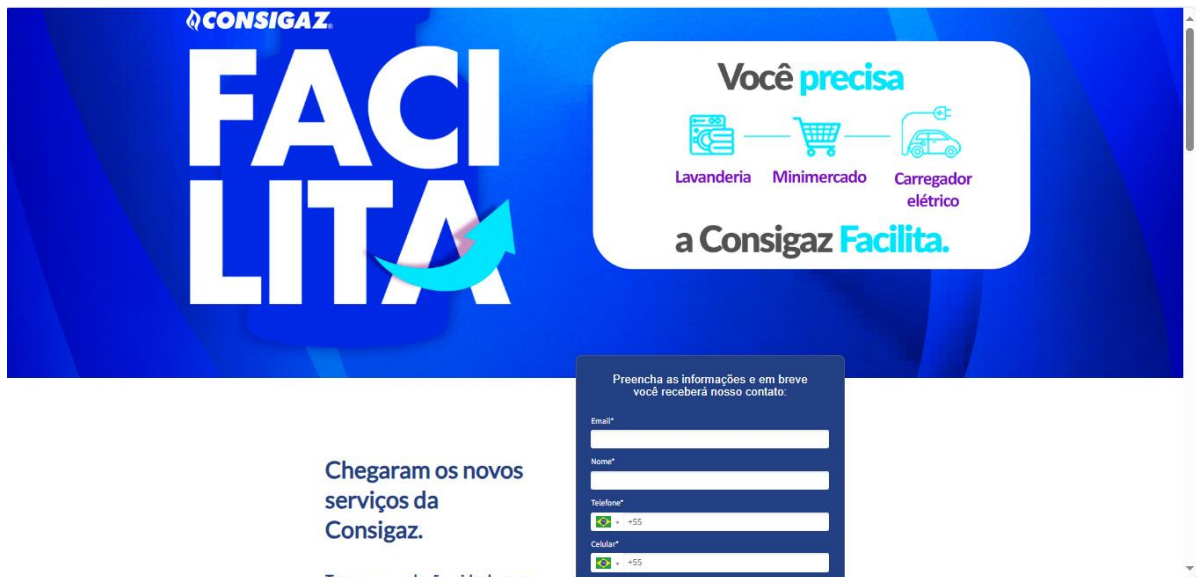 CONSIGAZ
FACI
LITA
Você precisa
Lavanderia
Minimercado
Carregador
elétrico
a Consigaz Facilita.
Preencha as informações e em breve
você receberá nosso contato:
Email*
Nome*
Telefone*
+55
Celular*
+55
Chegaram os novos
serviços da
Consigaz.